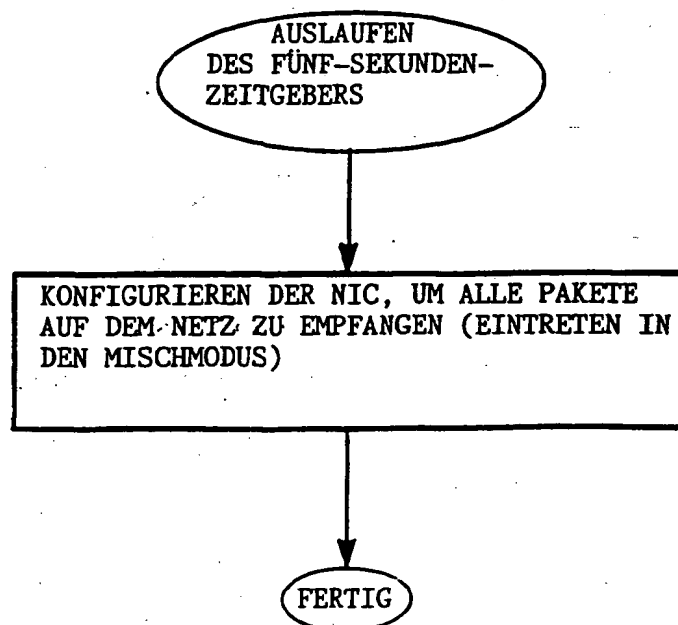 AUSLAUFEN
DES FÜNF-SEKUNDEN-
ZEITGEBERS
KONFIGURIEREN DER NIC, UM ALLE PAKETE
AUF DEM NETZ ZU EMPFANGEN (EINTRETEN IN
DEN MISCHMODUS)
FERTIG